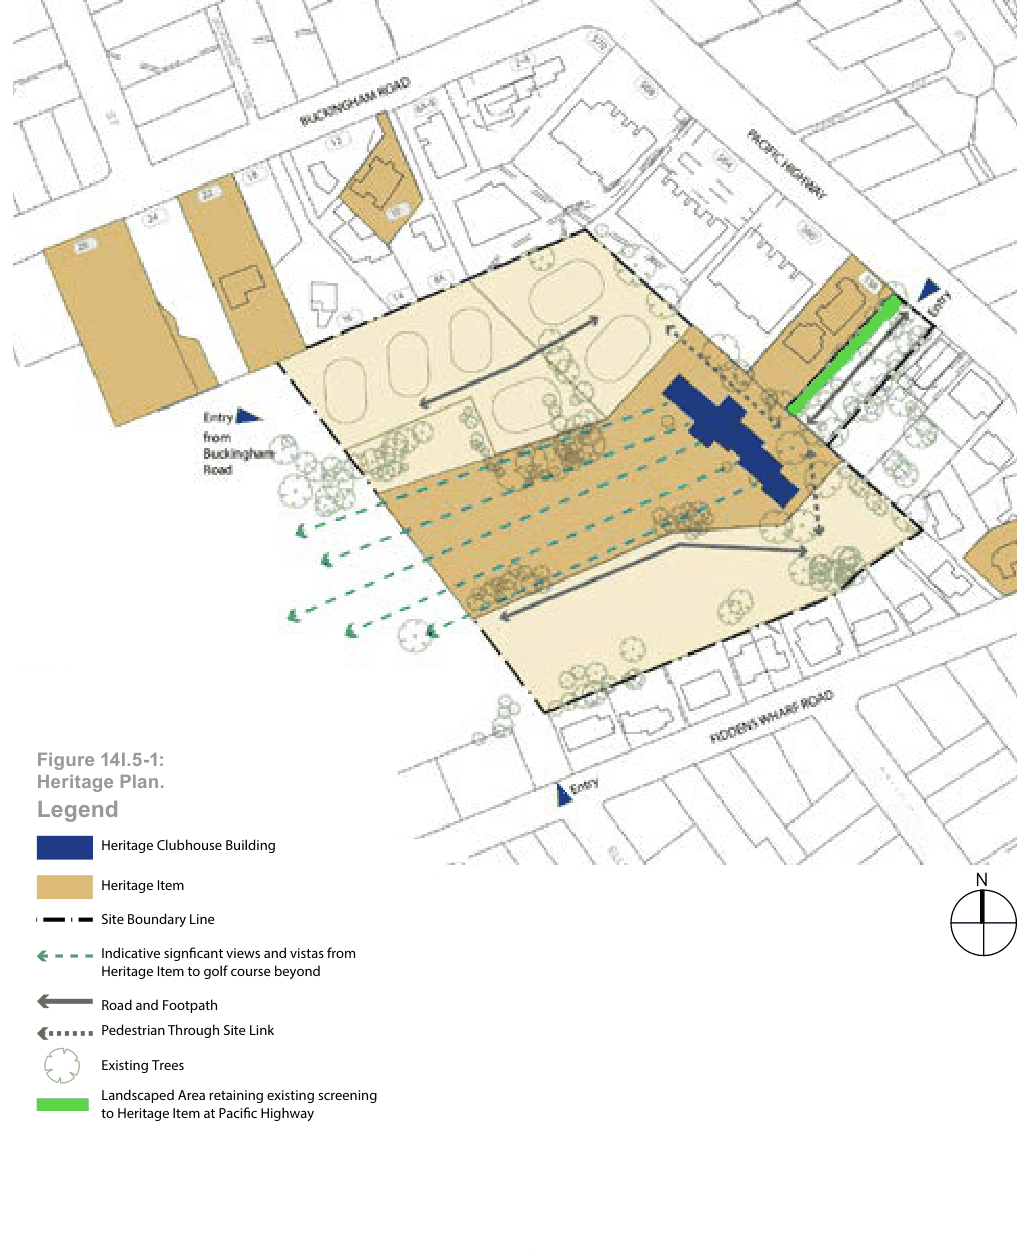 BUCKINGHAM ROAD
PACIFIC HIGHWAY
Entry
Entry
from
Buckingham
Road
FIDDENS WHARF ROAD
Entry
Figure 14I.5-1:
Heritage Plan.
Legend
Heritage Clubhouse Building
Heritage Item
Site Boundary Line
Indicative signficant views and vistas from
Heritage Item to golf course beyond
Road and Footpath
Pedestrian Through Site Link
Existing Trees
Landscaped Area retaining existing screening
to Heritage Item at Pacific Highway
N